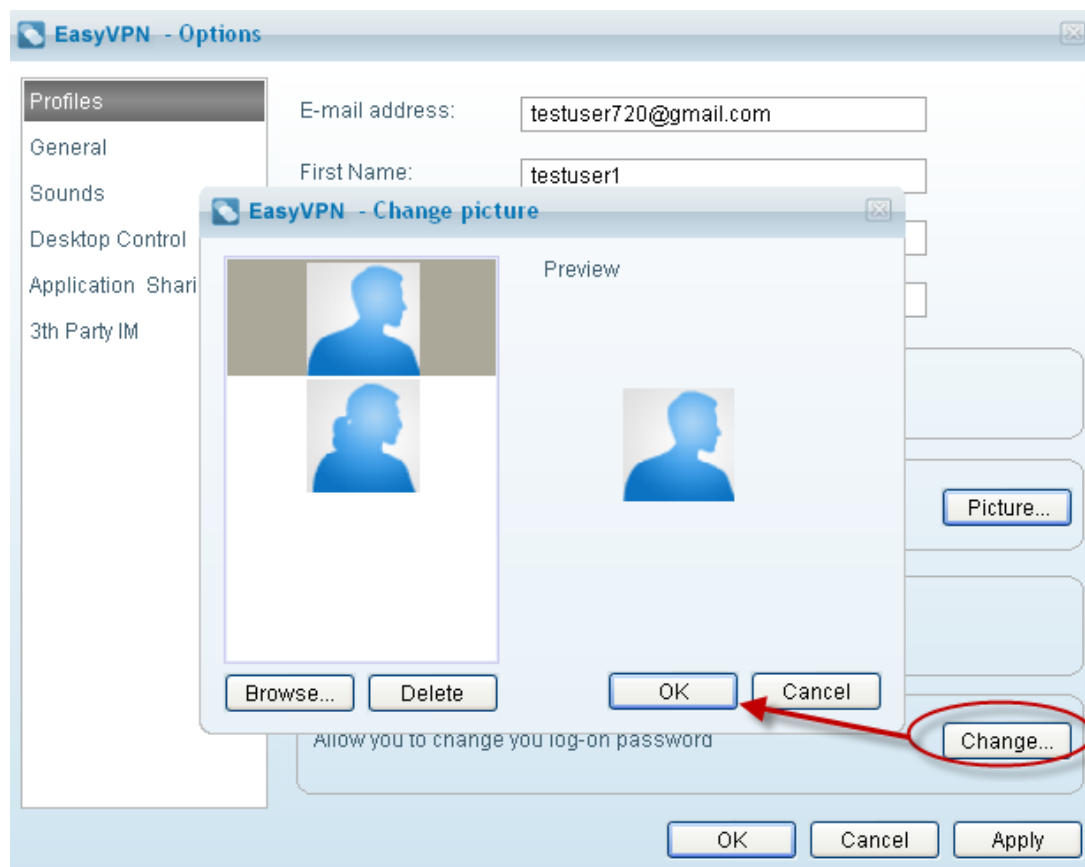 EasyVPN - Options
Profiles
General
Sounds
Desktop Control
Application Shari
3th Party IM
E-mail address:
testuser720@gmail.com
First Name:
testuser1
EasyVPN - Change picture
Preview
Browse...
Delete
OK
Cancel
Picture...
Allow you to change you log-on password
Change...
OK
Cancel
Apply